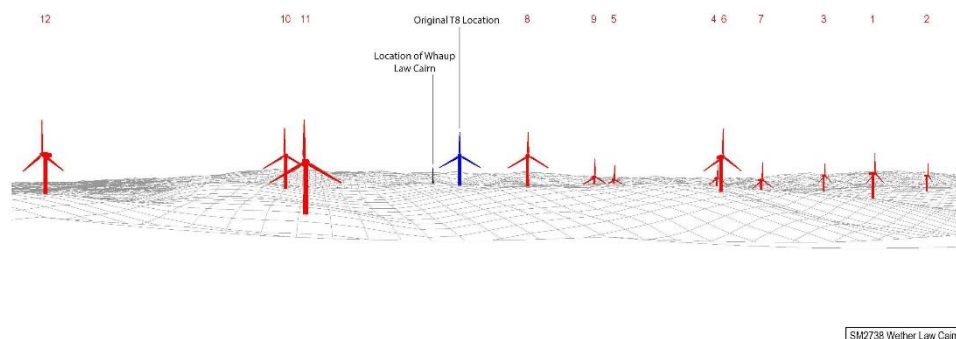 12
10 11
Original T8 Location
8
9 5
4 6
7
3
1
2
Location of Whaup
Law Cairn
SM2738 Wether Law Cairn